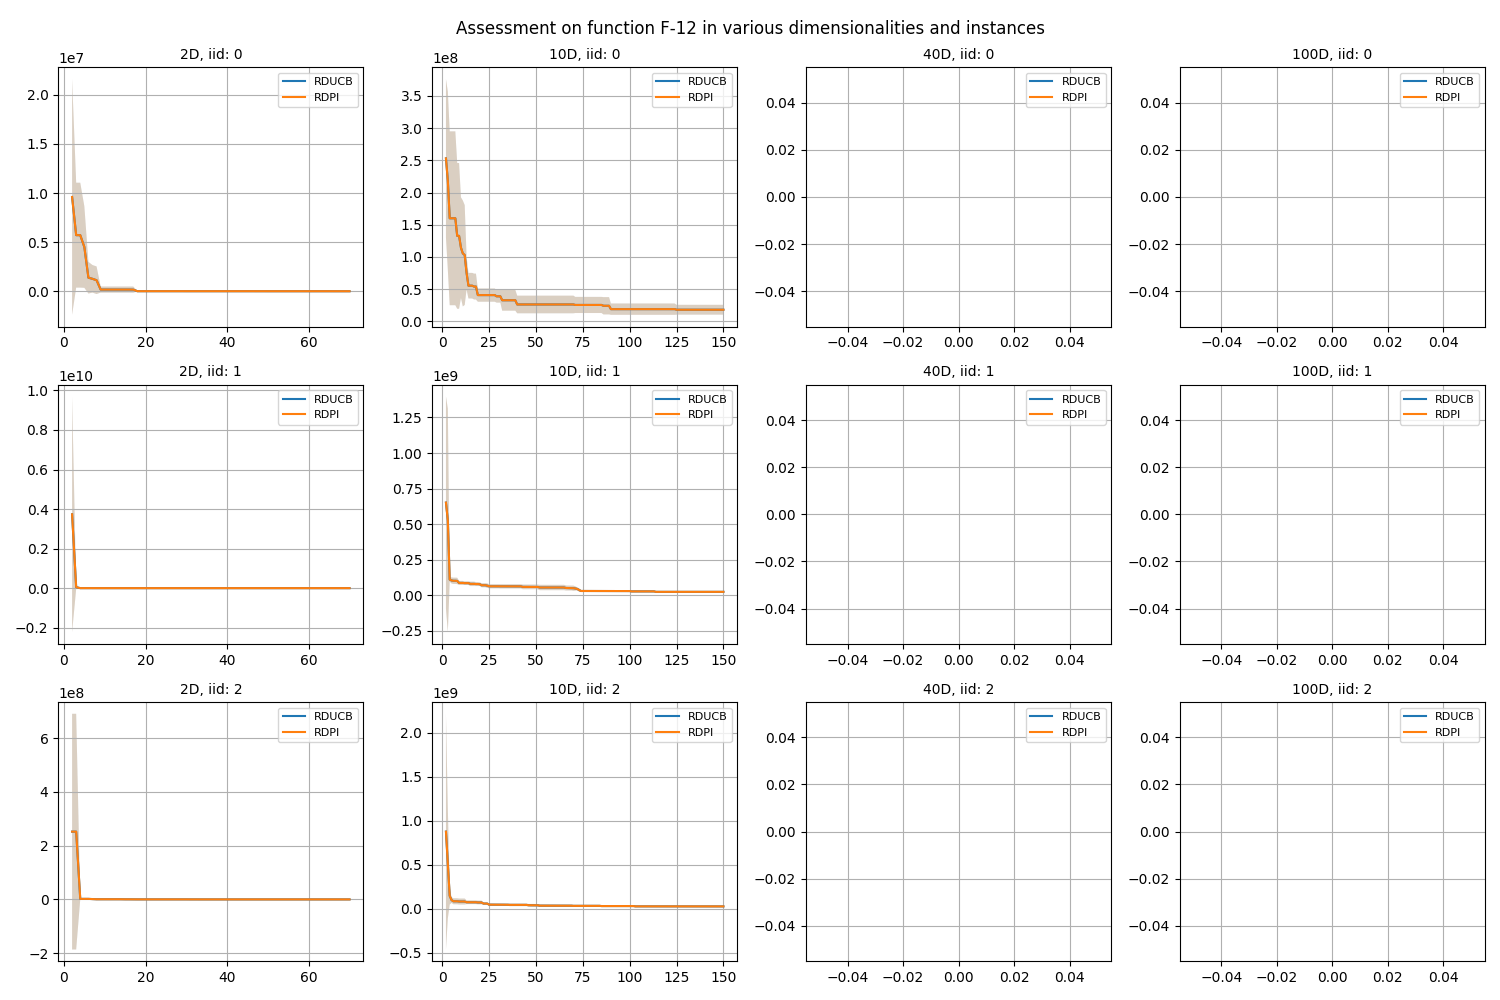 Assessment on function F-12 in various dimensionalities and instances
2D, iid: 0
1e7
2.0
1.5
1.0
0.5
0.0
0 20 40 60
RDUCB
RDPI
10D, iid: 0
1e8
3.5
3.0
2.5
2.0
1.5
1.0
0.5
0.0
0 25 50 75 100 125 150
RDUCB
RDPI
40D, iid: 0
0.04
0.02
0.00
−0.02
−0.04
−0.04 −0.02 0.00 0.02 0.04
RDUCB
RDPI
100D, iid: 0
0.04
0.02
0.00
−0.02
−0.04
−0.04 −0.02 0.00 0.02 0.04
RDUCB
RDPI
2D, iid: 1
1e10
1.0
0.8
0.6
0.4
0.2
0.0
−0.2
0 20 40 60
RDUCB
RDPI
10D, iid: 1
1e9
1.25
1.00
0.75
0.50
0.25
0.00
−0.25
0 25 50 75 100 125 150
RDUCB
RDPI
40D, iid: 1
0.04
0.02
0.00
−0.02
−0.04
−0.04 −0.02 0.00 0.02 0.04
RDUCB
RDPI
100D, iid: 1
0.04
0.02
0.00
−0.02
−0.04
−0.04 −0.02 0.00 0.02 0.04
RDUCB
RDPI
2D, iid: 2
1e8
6
4
2
0
−2
0 20 40 60
RDUCB
RDPI
10D, iid: 2
1e9
2.0
1.5
1.0
0.5
0.0
−0.5
0 25 50 75 100 125 150
RDUCB
RDPI
40D, iid: 2
0.04
0.02
0.00
−0.02
−0.04
−0.04 −0.02 0.00 0.02 0.04
RDUCB
RDPI
100D, iid: 2
0.04
0.02
0.00
−0.02
−0.04
−0.04 −0.02 0.00 0.02 0.04
RDUCB
RDPI